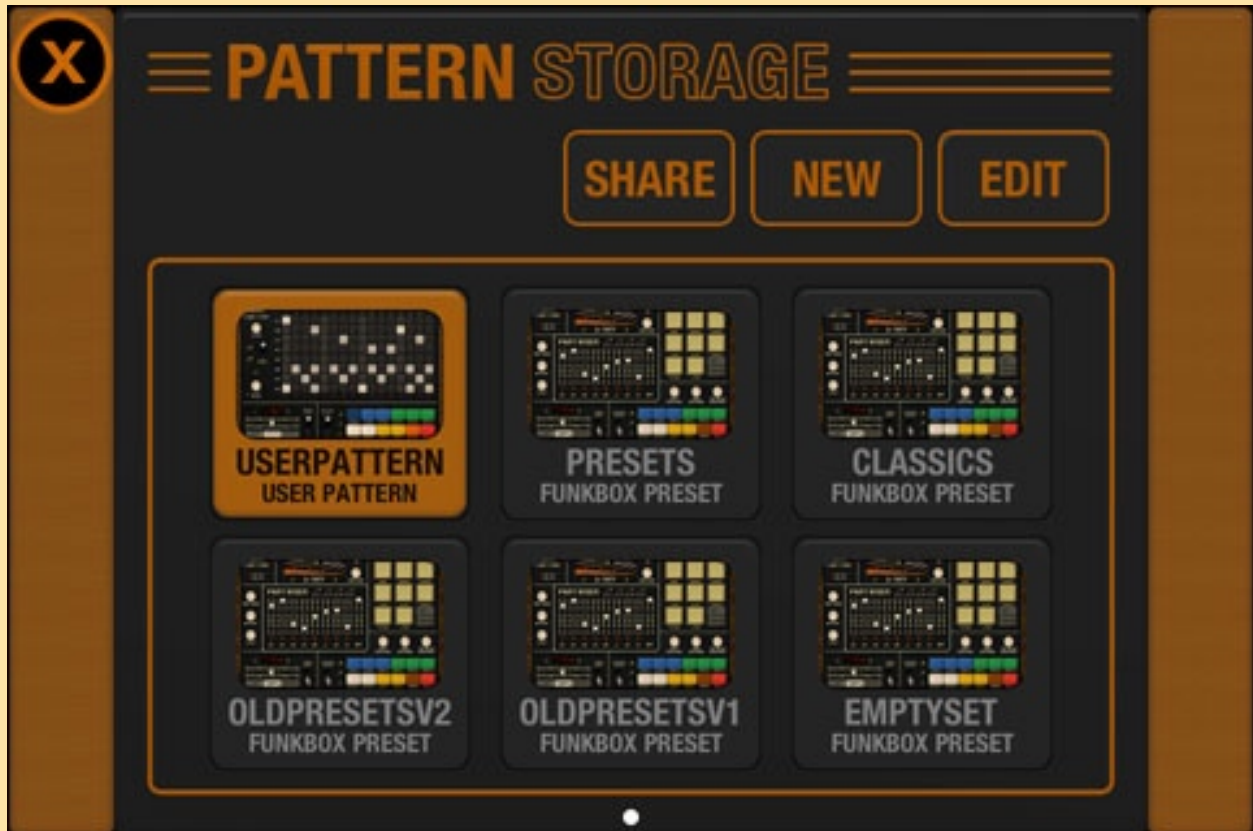 X
PATTERN STORAGE
SHARE NEW EDIT
USERPATTERN
USER PATTERN
PRESETS
FUNKBOX PRESET
CLASSICS
FUNKBOX PRESET
OLDPRESETSV2
FUNKBOX PRESET
OLDPRESETSV1
FUNKBOX PRESET
EMPTYSET
FUNKBOX PRESET